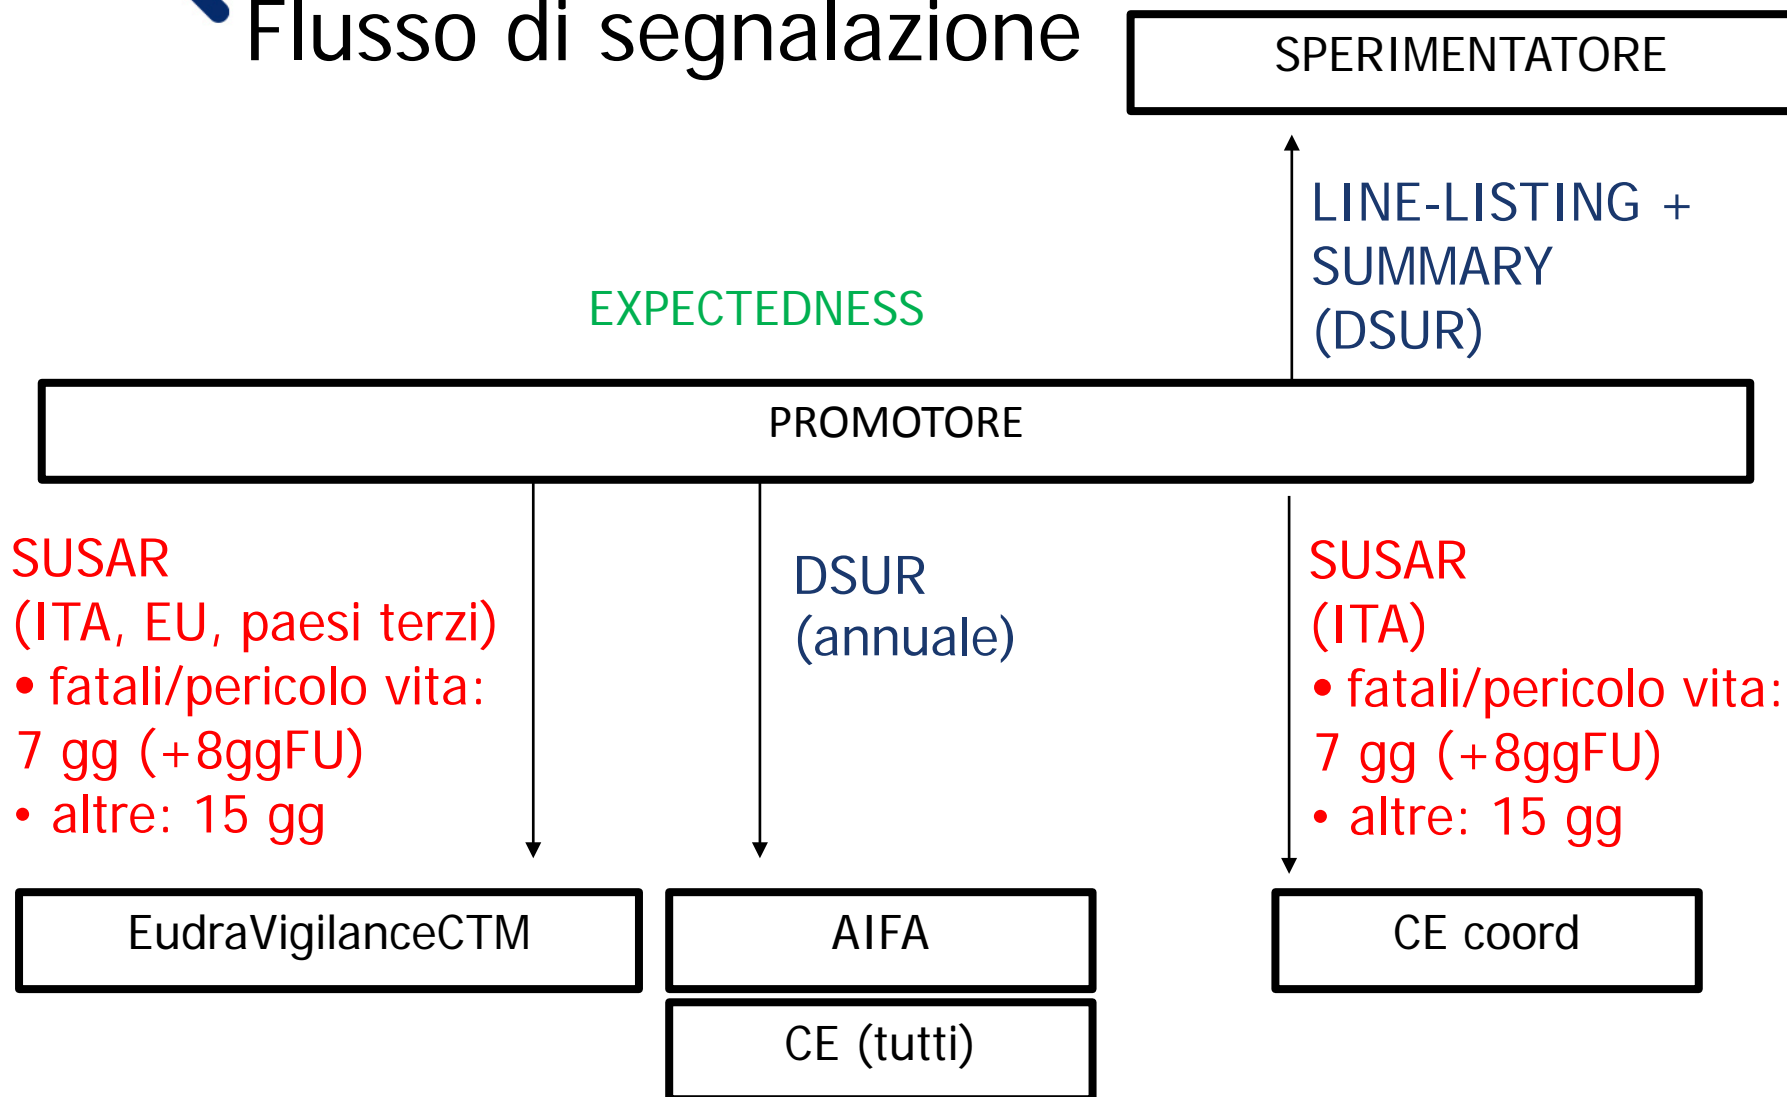 Flusso di segnalazione
SPERIMENTATORE
LINE-LISTING +
SUMMARY
(DSUR)
EXPECTEDNESS
PROMOTORE
SUSAR
(ITA, EU, paesi terzi)
• fatali/pericolo vita:
7 gg (+8ggFU)
• altre: 15 gg
DSUR
(annuale)
SUSAR
(ITA)
• fatali/pericolo vita:
7 gg (+8ggFU)
• altre: 15 gg
EudraVigilanceCTM
AIFA
CE coord
CE (tutti)